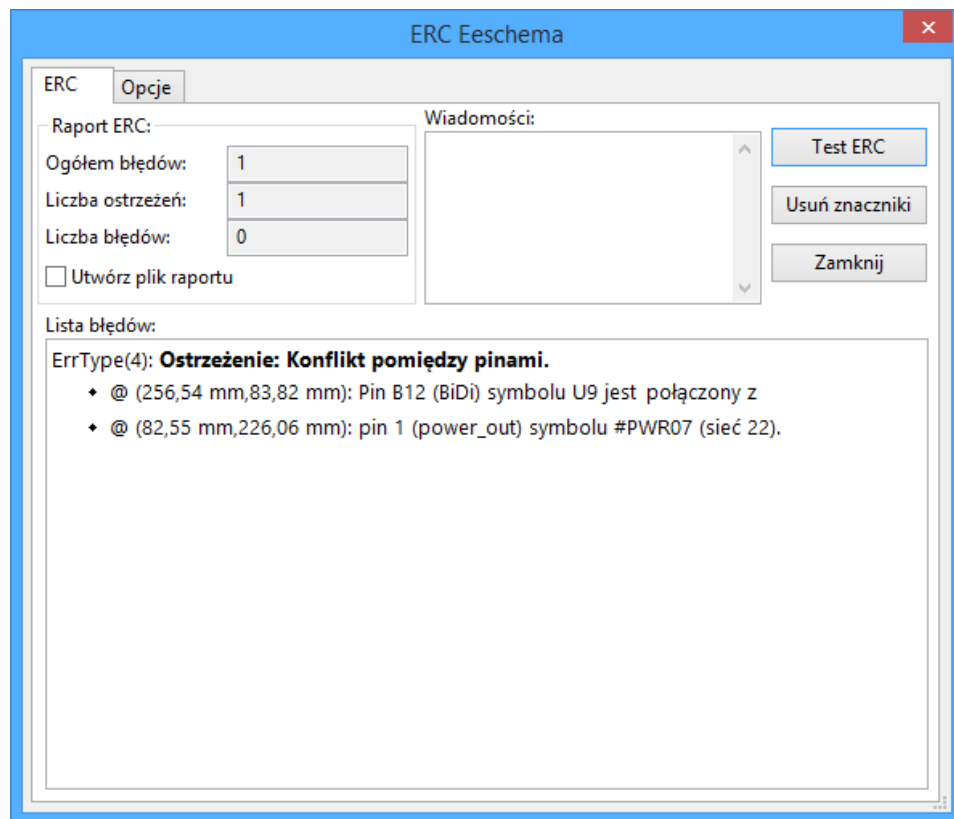 ERC Eeschema
ERC
Opcje
Raport ERC:
Ogółem błędów: 1
Liczba ostrzeżeń: 1
Liczba błędów: 0
Utwórz plik raportu
Wiadomości:
Test ERC
Usuń znaczniki
Zamknij
Lista błędów:
ErrType(4): Ostrzeżenie: Konflikt pomiędzy pinami.
@ (256,54 mm,83,82 mm): Pin B12 (BiDi) symbolu U9 jest połączony z
@ (82,55 mm,226,06 mm): pin 1 (power_out) symbolu #PWR07 (sieć 22).